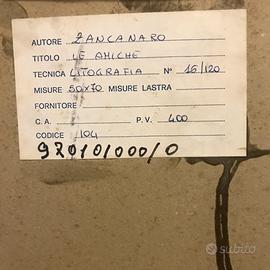 AUTORE ZANCANARO
TITOLO LE AMICHE
TECNICA LITOGRAFIA N° 16/120
MISURE 50x70 MISURE LASTRA
FORNITORE
C. A. P. V. 400
CODICE 104
920101000/0
subito